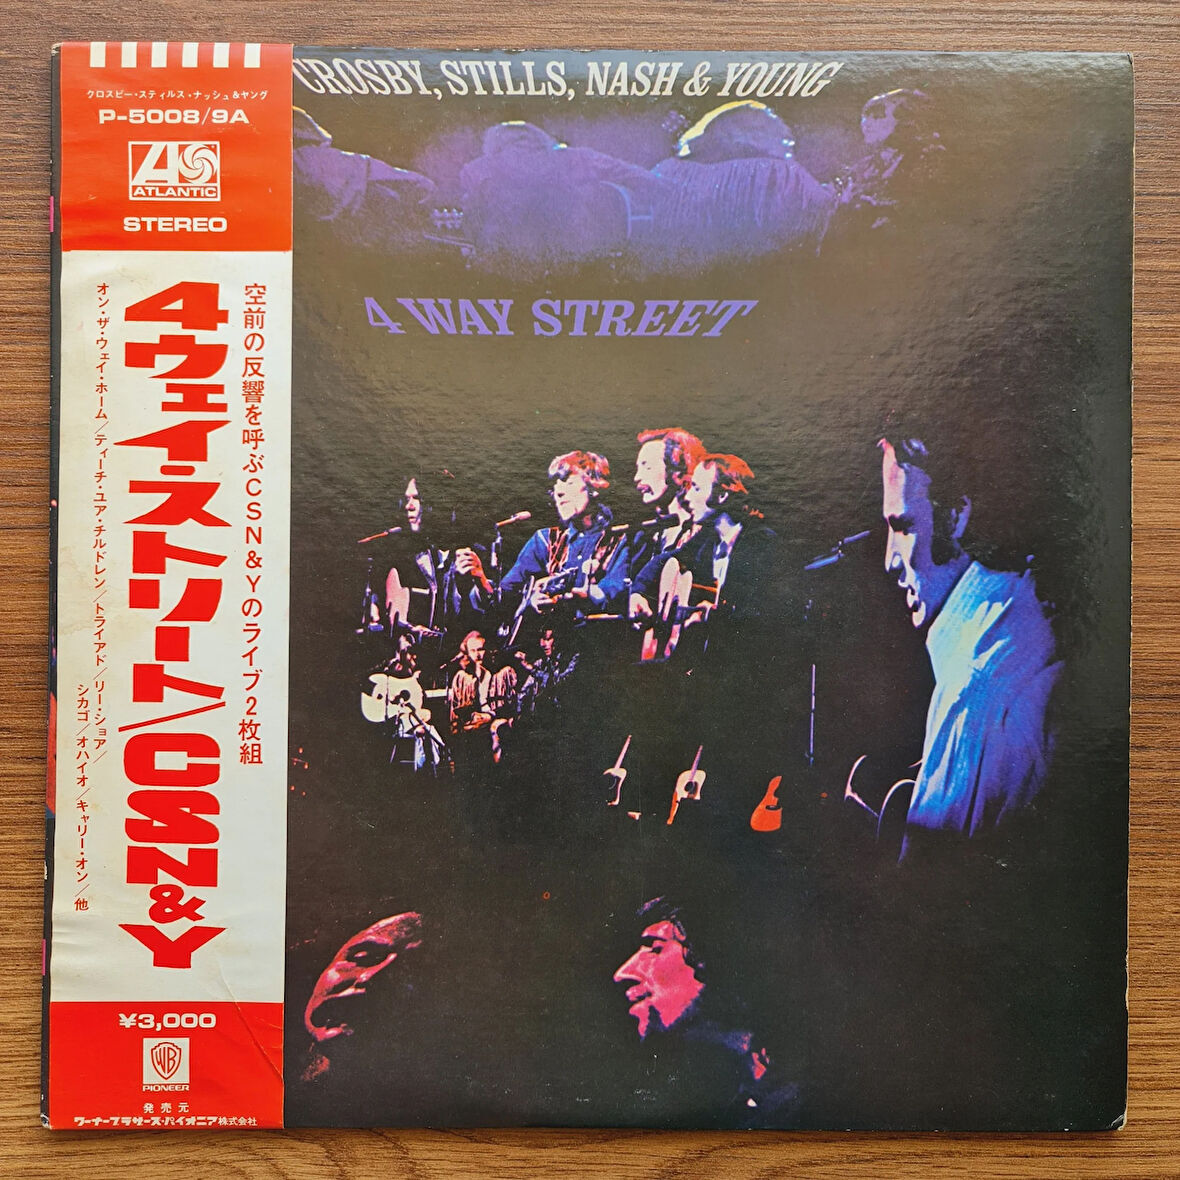 クロスビー・スティルス・ナッシュ&ヤング
P-5008/9A
ATLANTIC
STEREO
空前の反響を呼ぶCSN&Yのライブ2枚組
4ウェイ・ストリート/CSN&Y
オン・ザ・ウェイ・ホーム/ティーチ・ユア・チルドレン/トライアド/リー・ショア/
シカゴ/オハイオ/キャリー・オン/他
¥3,000
WB
PIONEER
発売元
ワーナーブラザース・パイオニア株式会社
CROSBY, STILLS, NASH & YOUNG
4 WAY STREET